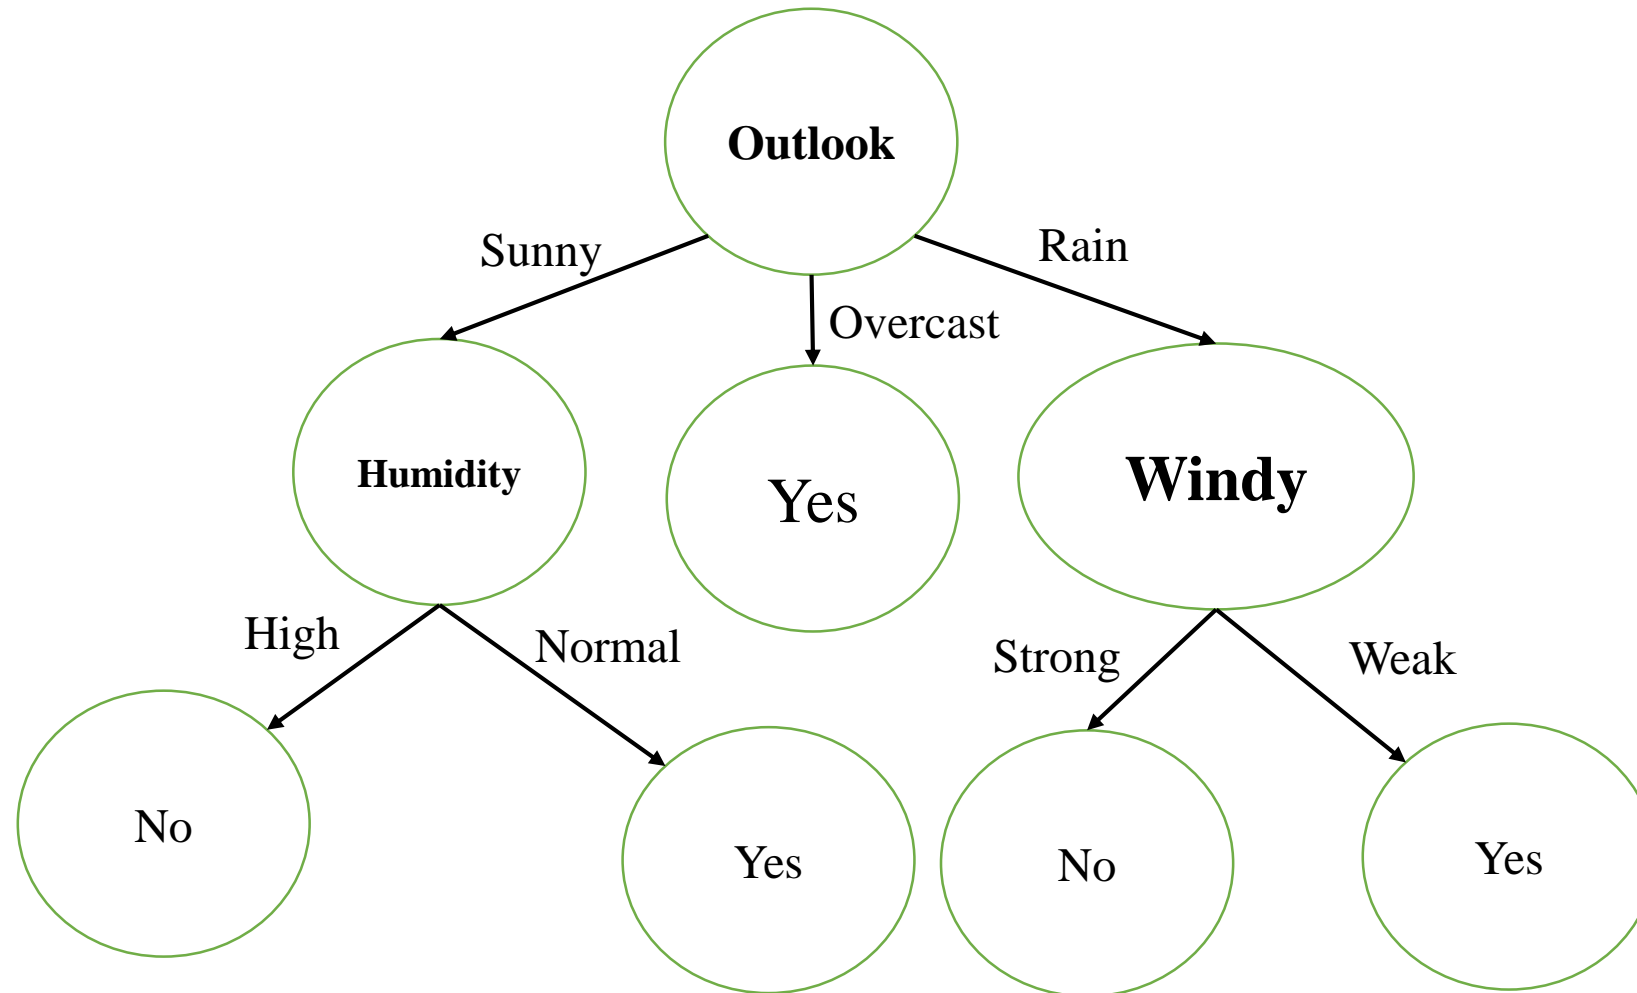 Outlook
Sunny
Rain
Overcast
Humidity
Yes
Windy
High
Normal
Strong
Weak
No
Yes
No
Yes